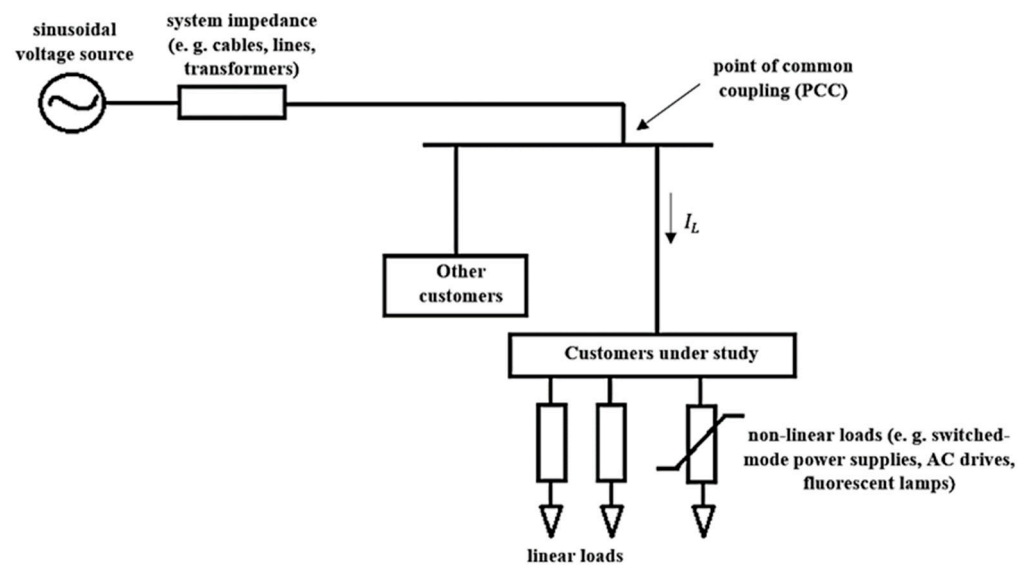 sinusoidal
voltage source
system impedance
(e. g. cables, lines,
transformers)
point of common
coupling (PCC)
I_L
Other
customers
Customers under study
non-linear loads (e. g. switched-
mode power supplies, AC drives,
fluorescent lamps)
linear loads